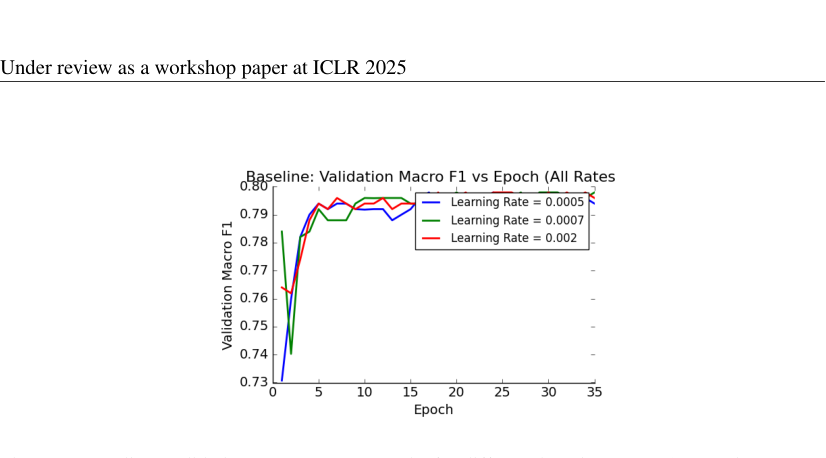 Under review as a workshop paper at ICLR 2025
Baseline: Validation Macro F1 vs Epoch (All Rates
0.80
0.79
0.78
0.77
0.76
0.75
0.74
0.73
Validation Macro F1
Learning Rate = 0.0005
Learning Rate = 0.0007
Learning Rate = 0.002
0 5 10 15 20 25 30 35
Epoch